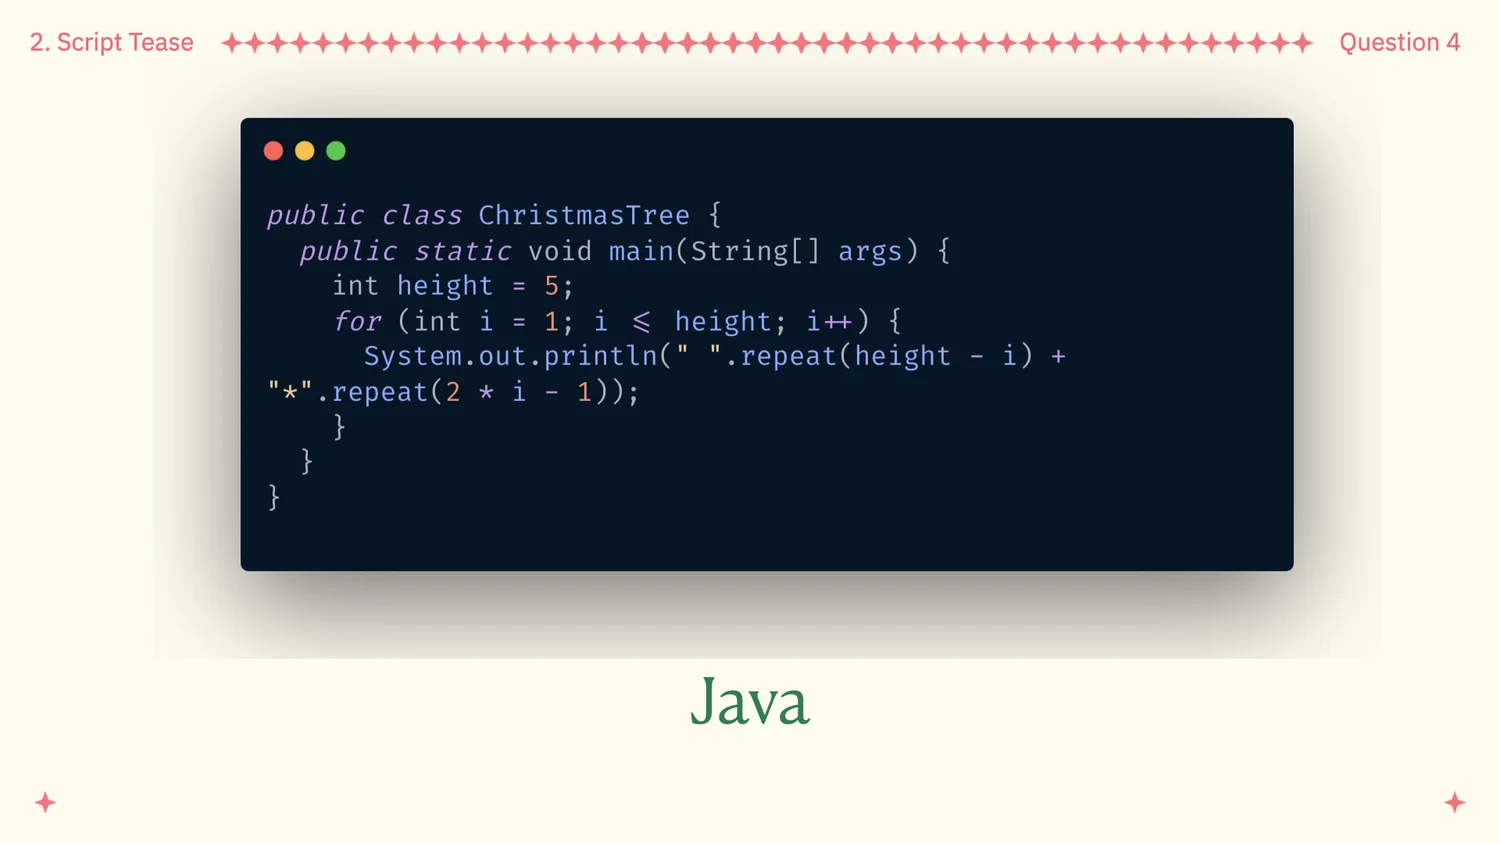 2. Script Tease
Question 4
public class ChristmasTree {
  public static void main(String[] args) {
    int height = 5;
    for (int i = 1; i <= height; i++) {
      System.out.println(" ".repeat(height - i) +
"*".repeat(2 * i - 1));
    }
  }
}
Java